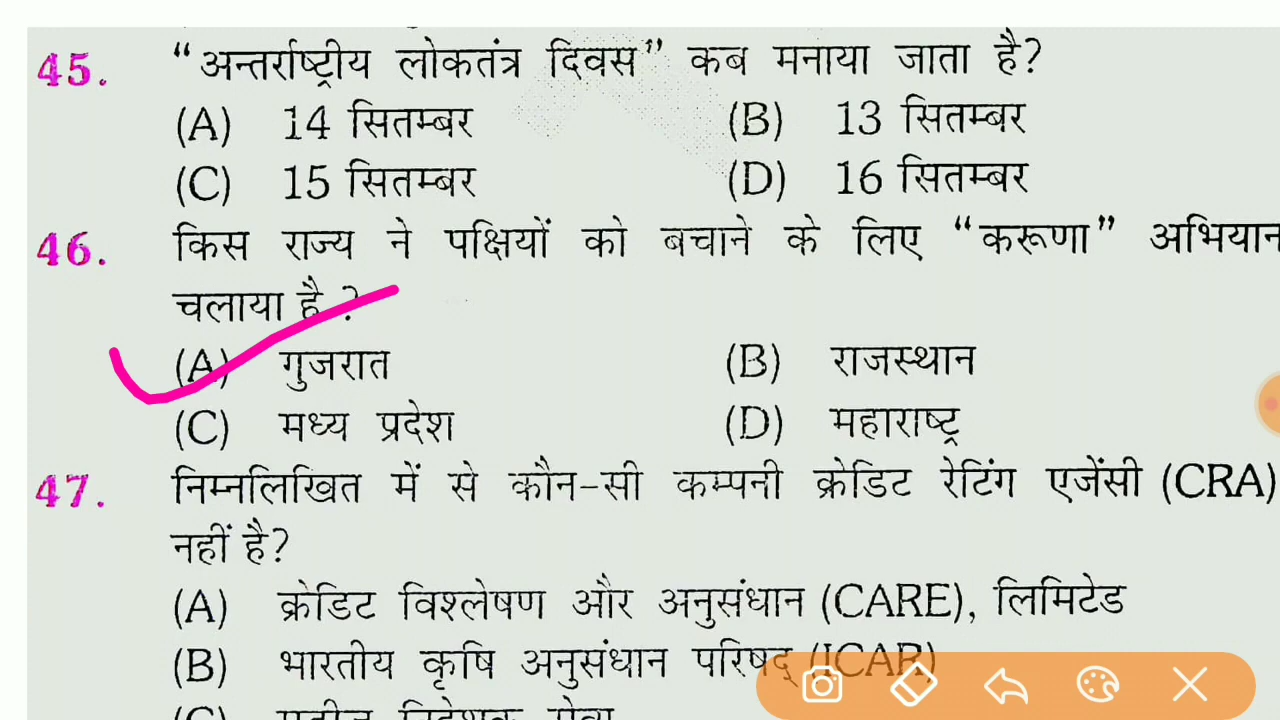 45. “अन्तर्राष्ट्रीय लोकतंत्र दिवस” कब मनाया जाता है?
(A) 14 सितम्बर (B) 13 सितम्बर
(C) 15 सितम्बर (D) 16 सितम्बर
46. किस राज्य ने पक्षियों को बचाने के लिए “करूणा” अभियान
चलाया है ?
(A) गुजरात (B) राजस्थान
(C) मध्य प्रदेश (D) महाराष्ट्र
47. निम्नलिखित में से कौन-सी कम्पनी क्रेडिट रेटिंग एजेंसी (CRA)
नहीं है?
(A) क्रेडिट विश्लेषण और अनुसंधान (CARE), लिमिटेड
(B) भारतीय कृषि अनुसंधान परिषद् (ICAR)
(C)